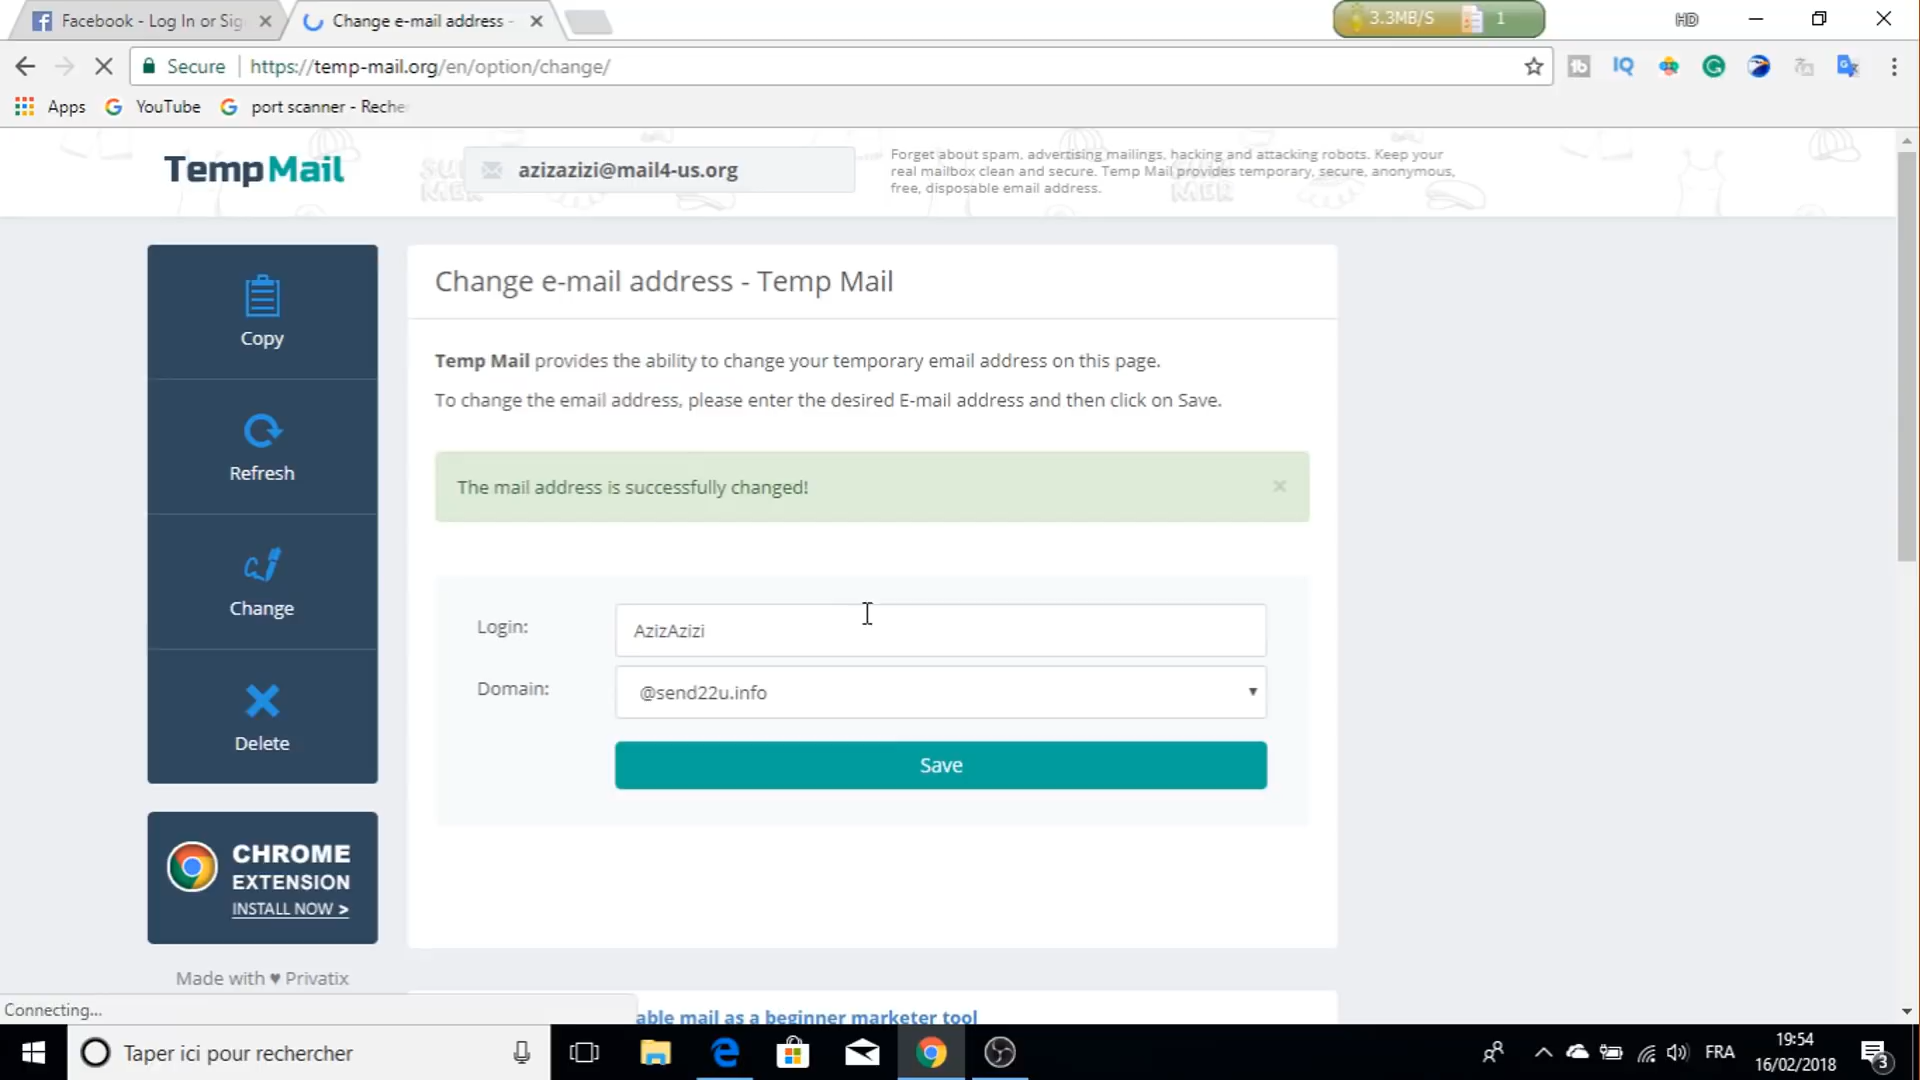 Facebook - Log In or Sig
Change e-mail address -
3.3MB/S
1
HD
Secure
https://temp-mail.org/en/option/change/
Apps
YouTube
port scanner - Reche
TempMail
azizazizi@mail4-us.org
Forget about spam, advertising mailings, hacking and attacking robots. Keep your
real mailbox clean and secure. Temp Mail provides temporary, secure, anonymous,
free, disposable email address.
Copy
Refresh
Change
Delete
Change e-mail address - Temp Mail
Temp Mail provides the ability to change your temporary email address on this page.
To change the email address, please enter the desired E-mail address and then click on Save.
The mail address is successfully changed!
Login:
AzizAzizi
Domain:
@send22u.info
Save
CHROME
EXTENSION
INSTALL NOW >
Made with ♥ Privatix
Connecting...
able mail as a beginner marketer tool
Taper ici pour rechercher
FRA
19:54
16/02/2018
3